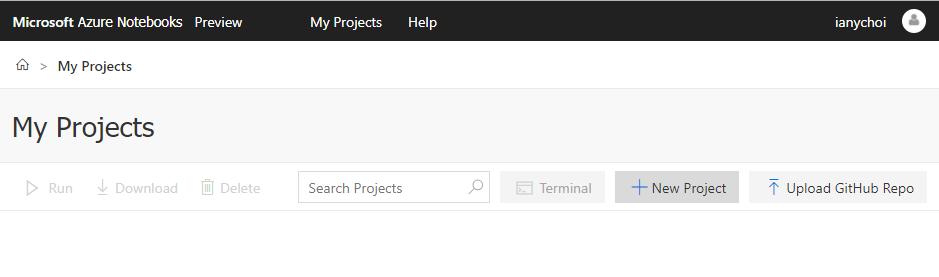 Microsoft Azure Notebooks Preview My Projects Help ianychoi
> My Projects
My Projects
Run Download Delete Search Projects Terminal New Project Upload GitHub Repo